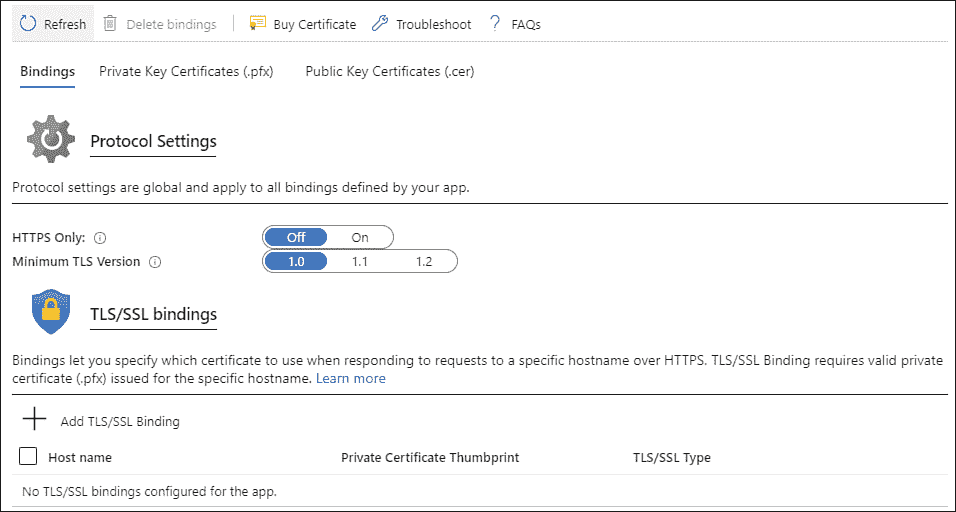 Refresh Delete bindings Buy Certificate Troubleshoot ? FAQs
Bindings Private Key Certificates (.pfx) Public Key Certificates (.cer)
Protocol Settings
Protocol settings are global and apply to all bindings defined by your app.
HTTPS Only: Off On
Minimum TLS Version 1.0 1.1 1.2
TLS/SSL bindings
Bindings let you specify which certificate to use when responding to requests to a specific hostname over HTTPS. TLS/SSL Binding requires valid private
certificate (.pfx) issued for the specific hostname. Learn more
Add TLS/SSL Binding
Host name Private Certificate Thumbprint TLS/SSL Type
No TLS/SSL bindings configured for the app.